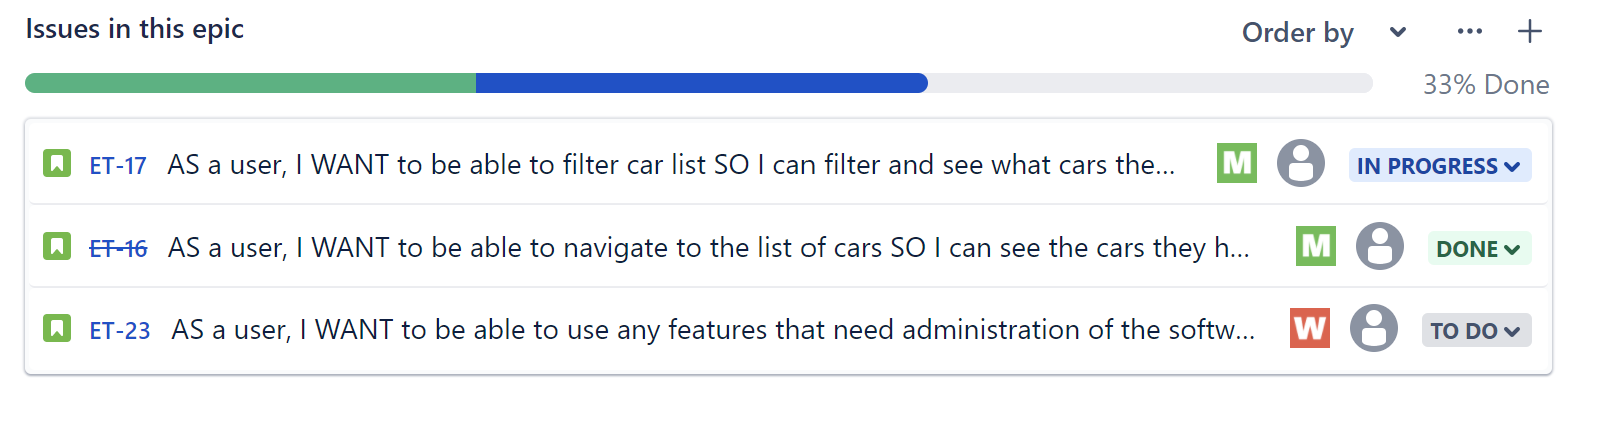 Issues in this epic
Order by
33% Done
ET-17 AS a user, I WANT to be able to filter car list SO I can filter and see what cars the... M IN PROGRESS
ET-16 AS a user, I WANT to be able to navigate to the list of cars SO I can see the cars they h... M DONE
ET-23 AS a user, I WANT to be able to use any features that need administration of the softw... W TO DO